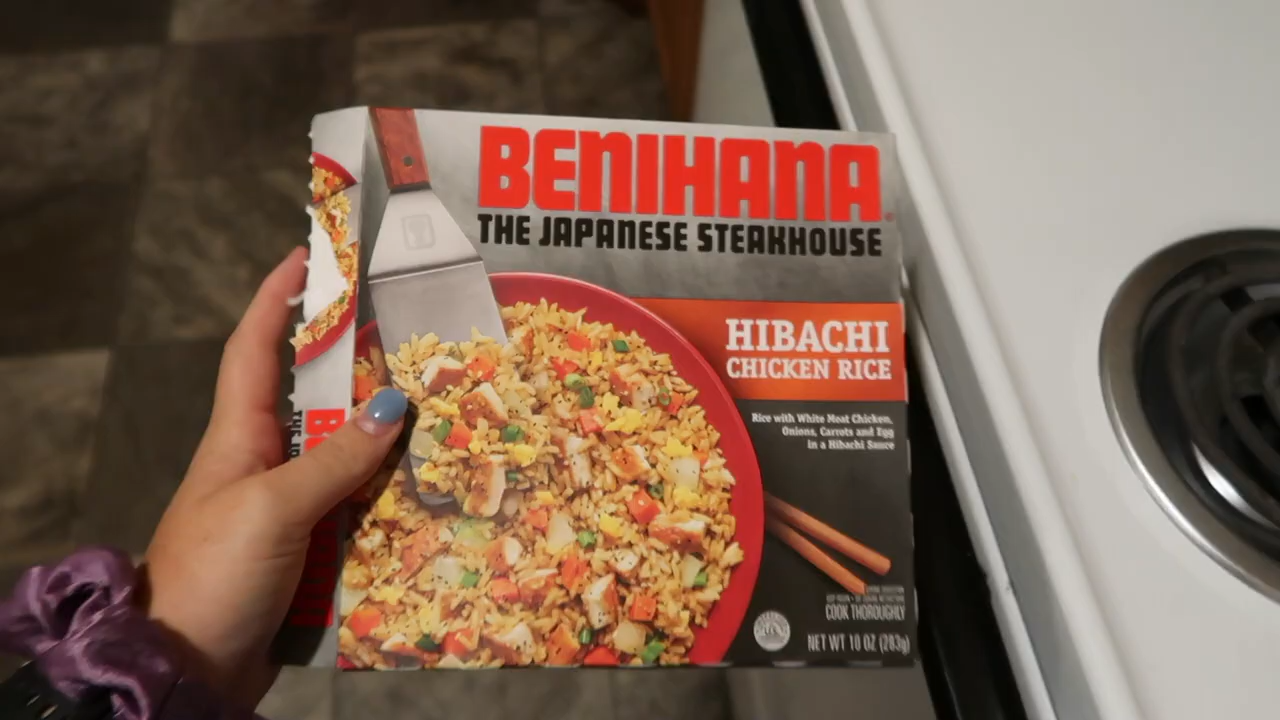 BENIHANA
THE JAPANESE STEAKHOUSE
HIBACHI
CHICKEN RICE
Rice with White Meat Chicken,
Onions, Carrots and Egg
in a Hibachi Sauce
COOK THOROUGHLY
NET WT 10 OZ (283g)